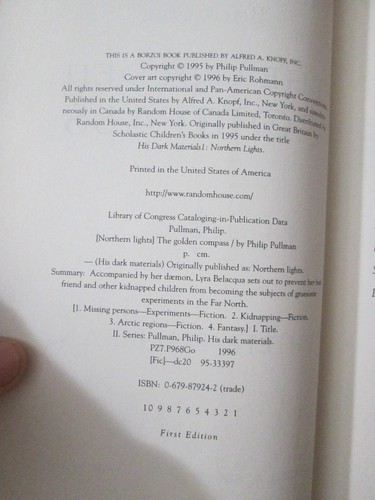 THIS IS A BORZOI BOOK PUBLISHED BY ALFRED A. KNOPF, INC.
Copyright © 1995 by Philip Pullman
Cover art copyright © 1996 by Eric Rohmann
All rights reserved under International and Pan-American Copyright Conventions.
Published in the United States by Alfred A. Knopf, Inc., New York, and simulta-
neously in Canada by Random House of Canada Limited, Toronto. Distributed by
Random House, Inc., New York. Originally published in Great Britain by
Scholastic Children's Books in 1995 under the title
His Dark Materials I: Northern Lights.
Printed in the United States of America
http://www.randomhouse.com/
Library of Congress Cataloging-in-Publication Data
Pullman, Philip.
[Northern lights] The golden compass / by Philip Pullman
p. cm.
— (His dark materials) Originally published as: Northern lights.
Summary: Accompanied by her dæmon, Lyra Belacqua sets out to prevent her best
friend and other kidnapped children from becoming the subjects of gruesome
experiments in the Far North.
[1. Missing persons—Experiments—Fiction. 2. Kidnapping—Fiction.
3. Arctic regions—Fiction. 4. Fantasy.] I. Title.
II. Series: Pullman, Philip. His dark materials.
PZ7.P968Go 1996
[Fic]—dc20 95-33397
ISBN: 0-679-87924-2 (trade)
10 9 8 7 6 5 4 3 2 1
First Edition